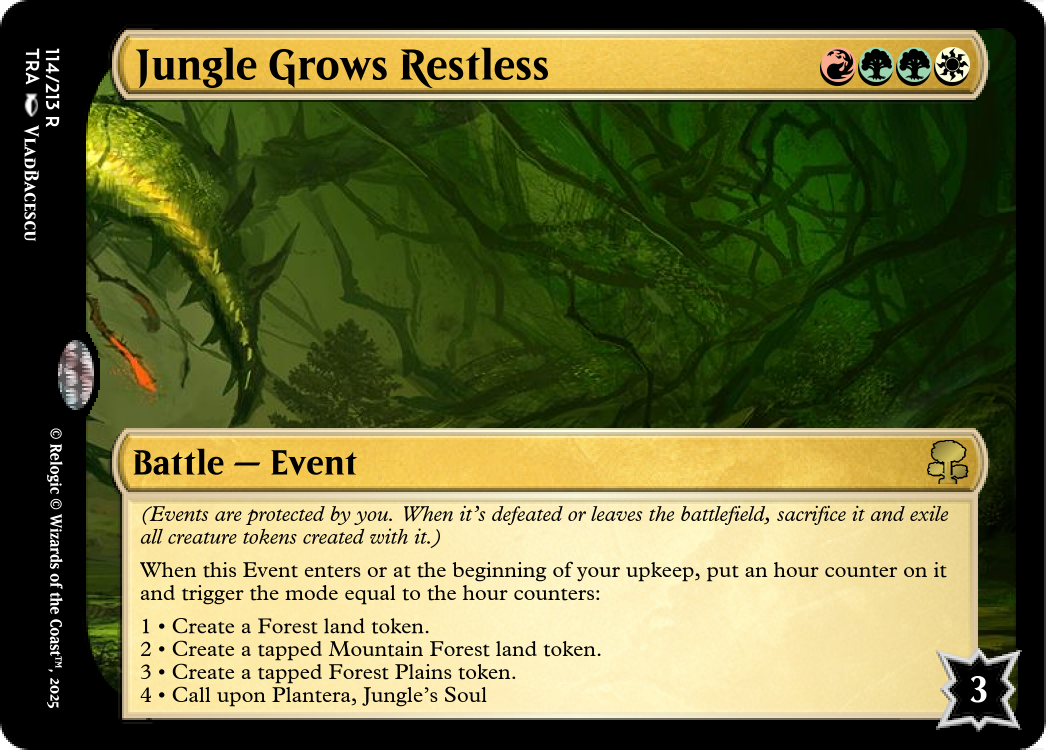 Jungle Grows Restless
114/213 R
TRA VLADBACESCU
Battle — Event
(Events are protected by you. When it's defeated or leaves the battlefield, sacrifice it and exile
all creature tokens created with it.)
When this Event enters or at the beginning of your upkeep, put an hour counter on it
and trigger the mode equal to the hour counters:
1 • Create a Forest land token.
2 • Create a tapped Mountain Forest land token.
3 • Create a tapped Forest Plains token.
4 • Call upon Plantera, Jungle's Soul
3
© Relogic © Wizards of the Coast™, 2025